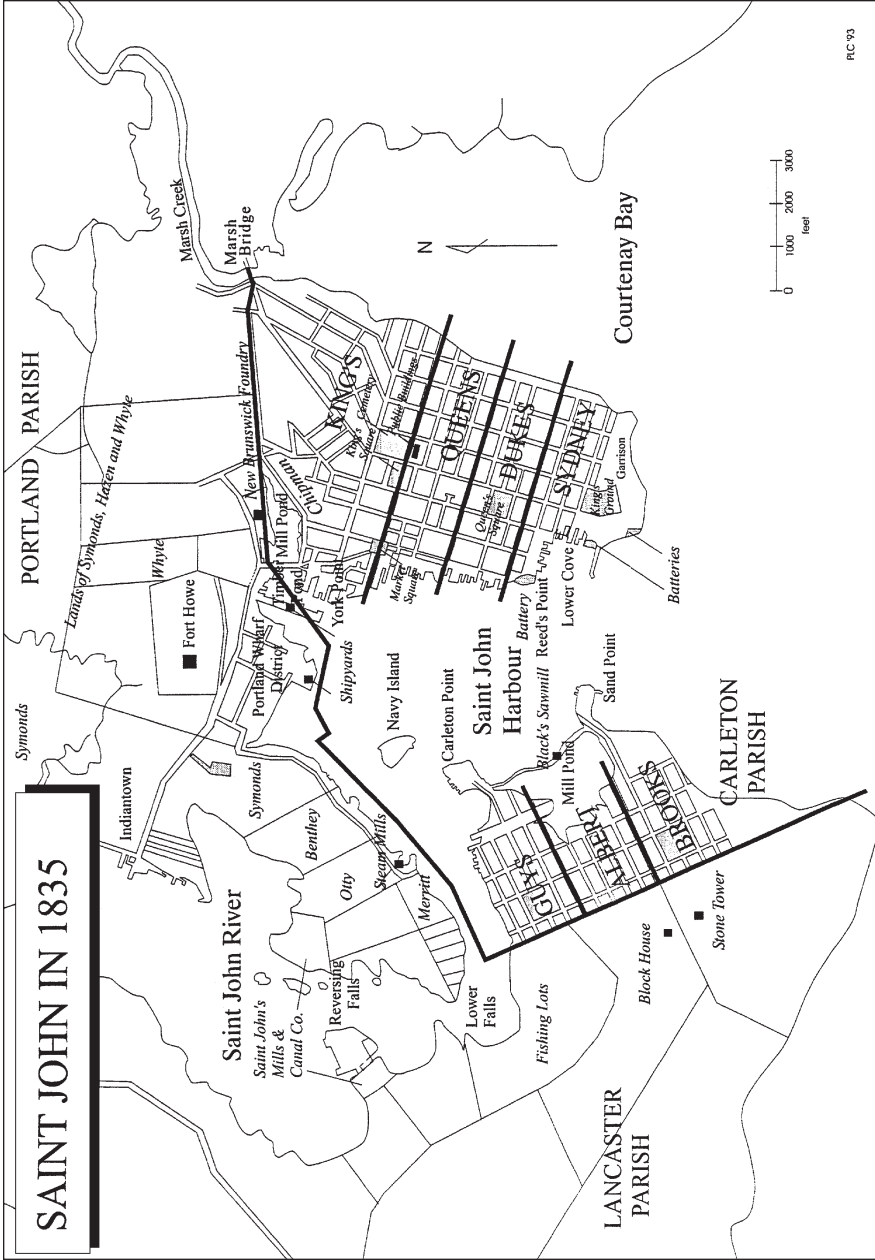 SAINT JOHN IN 1835
PORTLAND PARISH
Symonds
Lands of Symonds, Hazen and Whyte
Indiantown
Whyte
Fort Howe
Marsh Creek
Marsh
Bridge
New Brunswick Foundry
Symonds
Portland Wharf
District
Timber
Pond
Mill Pond
Chipman
KING'S
King's
Square
Cemetery
Public Buildings
Benthey
Otty
Steam Mills
Merritt
Saint John River
Saint John's
Mills &
Canal Co.
Reversing
Falls
Lower
Falls
Fishing Lots
Shipyards
York Point
Market
Square
Navy Island
Carleton Point
Saint John
Harbour
QUEENS
DUKES
Queen's
Square
SYDNEY
King's
Ground
Garrison
Battery
Reed's Point
Lower Cove
Batteries
Black's Sawmill
Mill Pond
Sand Point
GUY'S
ALBERT
BROOKS
CARLETON
PARISH
Block House
Stone Tower
LANCASTER
PARISH
N
Courtenay Bay
0 1000 2000 3000
feet
PLC '93